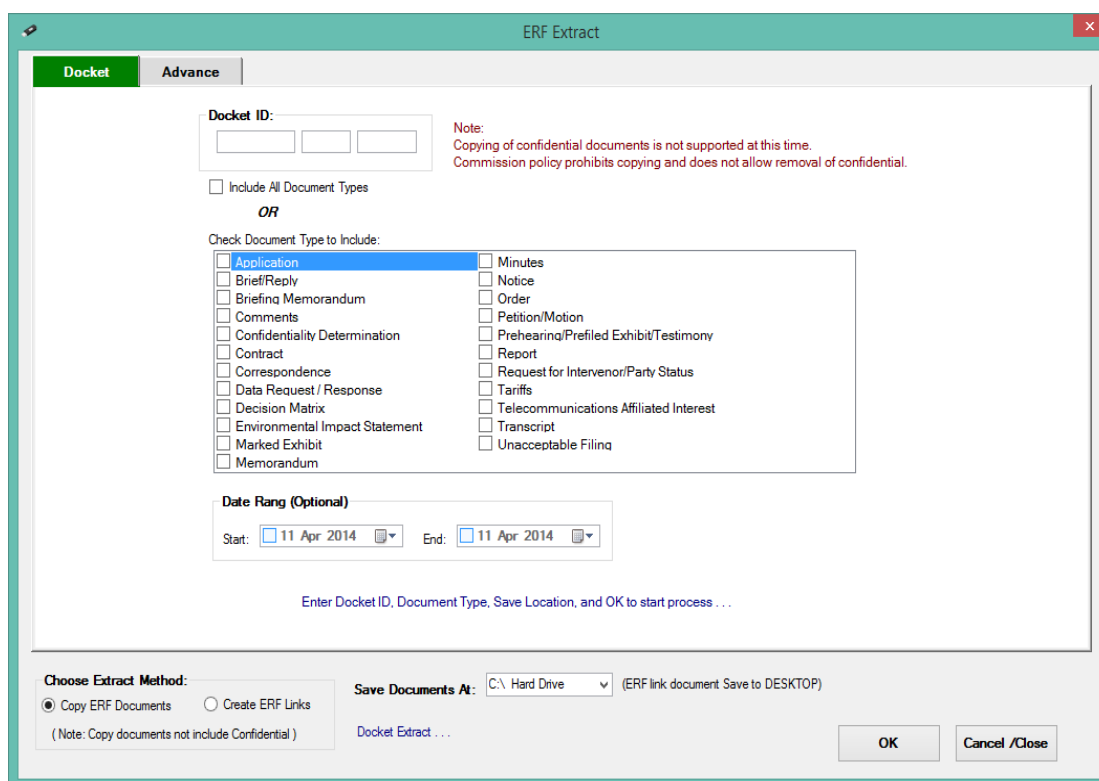 ERF Extract
Docket
Advance
Docket ID:
Note:
Copying of confidential documents is not supported at this time.
Commission policy prohibits copying and does not allow removal of confidential.
Include All Document Types
OR
Check Document Type to Include:
Application
Brief/Reply
Briefing Memorandum
Comments
Confidentiality Determination
Contract
Correspondence
Data Request / Response
Decision Matrix
Environmental Impact Statement
Marked Exhibit
Memorandum
Minutes
Notice
Order
Petition/Motion
Prehearing/Prefiled Exhibit/Testimony
Report
Request for Intervenor/Party Status
Tariffs
Telecommunications Affiliated Interest
Transcript
Unacceptable Filing
Date Rang (Optional)
Start: 11 Apr 2014 End: 11 Apr 2014
Enter Docket ID, Document Type, Save Location, and OK to start process . . .
Choose Extract Method:
Copy ERF Documents Create ERF Links
( Note: Copy documents not include Confidential )
Save Documents At: C:\ Hard Drive (ERF link document Save to DESKTOP)
Docket Extract . . .
OK
Cancel /Close